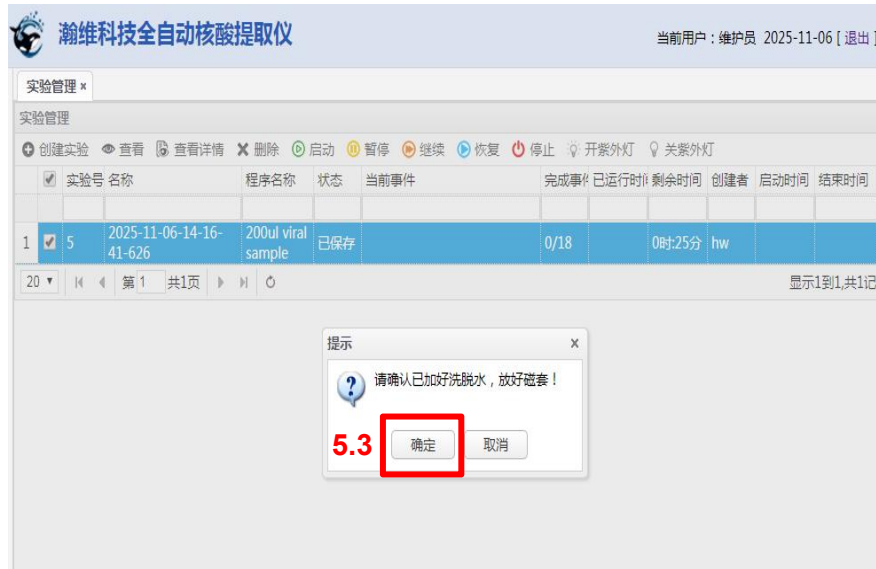 瀚维科技全自动核酸提取仪
当前用户：维护员 2025-11-06 [ 退出 ]
实验管理 ×
实验管理
创建实验 查看 查看详情 删除 启动 暂停 继续 恢复 停止 开紫外灯 关紫外灯
实验号 名称 程序名称 状态 当前事件 完成事件 已运行时间 剩余时间 创建者 启动时间 结束时间
1 5 2025-11-06-14-16-41-626 200ul viral sample 已保存 0/18 0时:25分 hw
20 第 1 共1页 显示1到1,共1记
提示 x
请确认已加好洗脱水，放好磁套！
5.3 确定 取消